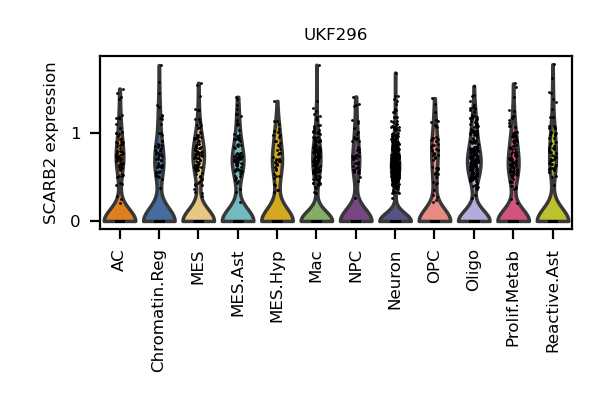 UKF296
SCARB2 expression
1
0
AC
Chromatin.Reg
MES
MES.Ast
MES.Hyp
Mac
NPC
Neuron
OPC
Oligo
Prolif.Metab
Reactive.Ast